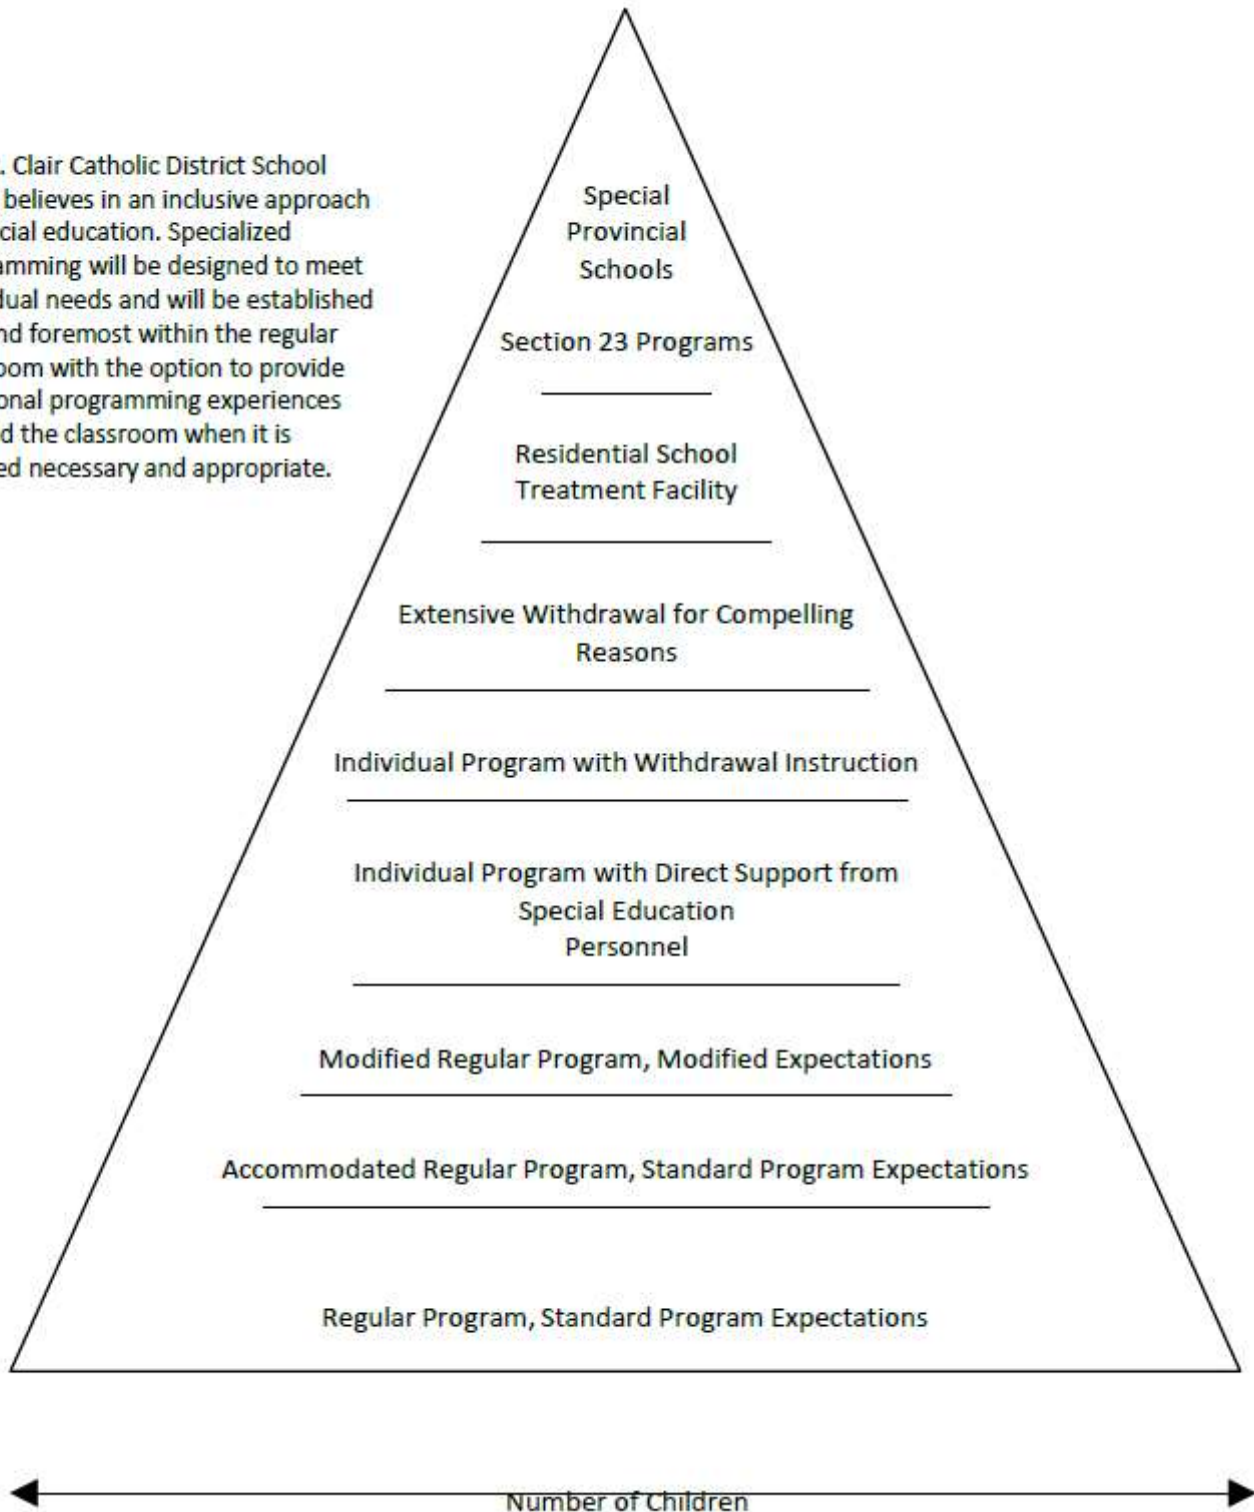 . Clair Catholic District School
believes in an inclusive approach
cial education. Specialized
amming will be designed to meet
dual needs and will be established
nd foremost within the regular
oom with the option to provide
onal programming experiences
d the classroom when it is
ed necessary and appropriate.
Special
Provincial
Schools
Section 23 Programs
Residential School
Treatment Facility
Extensive Withdrawal for Compelling
Reasons
Individual Program with Withdrawal Instruction
Individual Program with Direct Support from
Special Education
Personnel
Modified Regular Program, Modified Expectations
Accommodated Regular Program, Standard Program Expectations
Regular Program, Standard Program Expectations
Number of Children